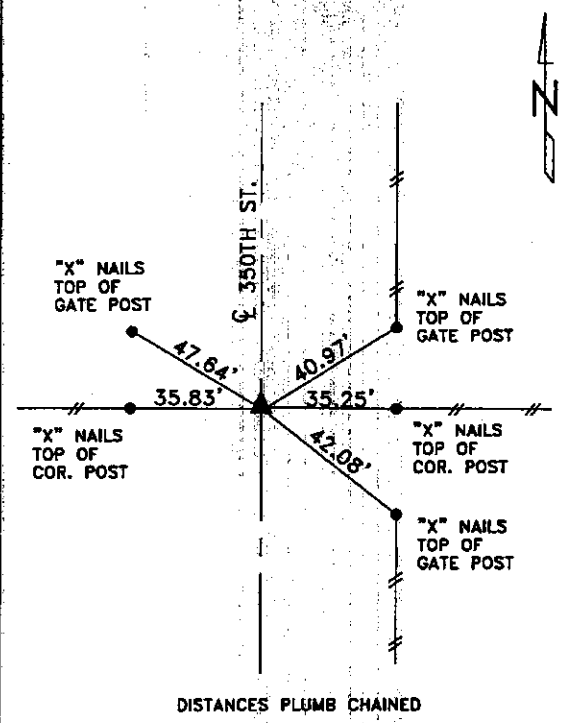 N
℄ 350TH ST.
"X" NAILS
TOP OF
GATE POST
"X" NAILS
TOP OF
GATE POST
47.64'
40.97'
35.83'
35.25'
"X" NAILS
TOP OF
COR. POST
42.08'
"X" NAILS
TOP OF
COR. POST
"X" NAILS
TOP OF
GATE POST
DISTANCES PLUMB CHAINED